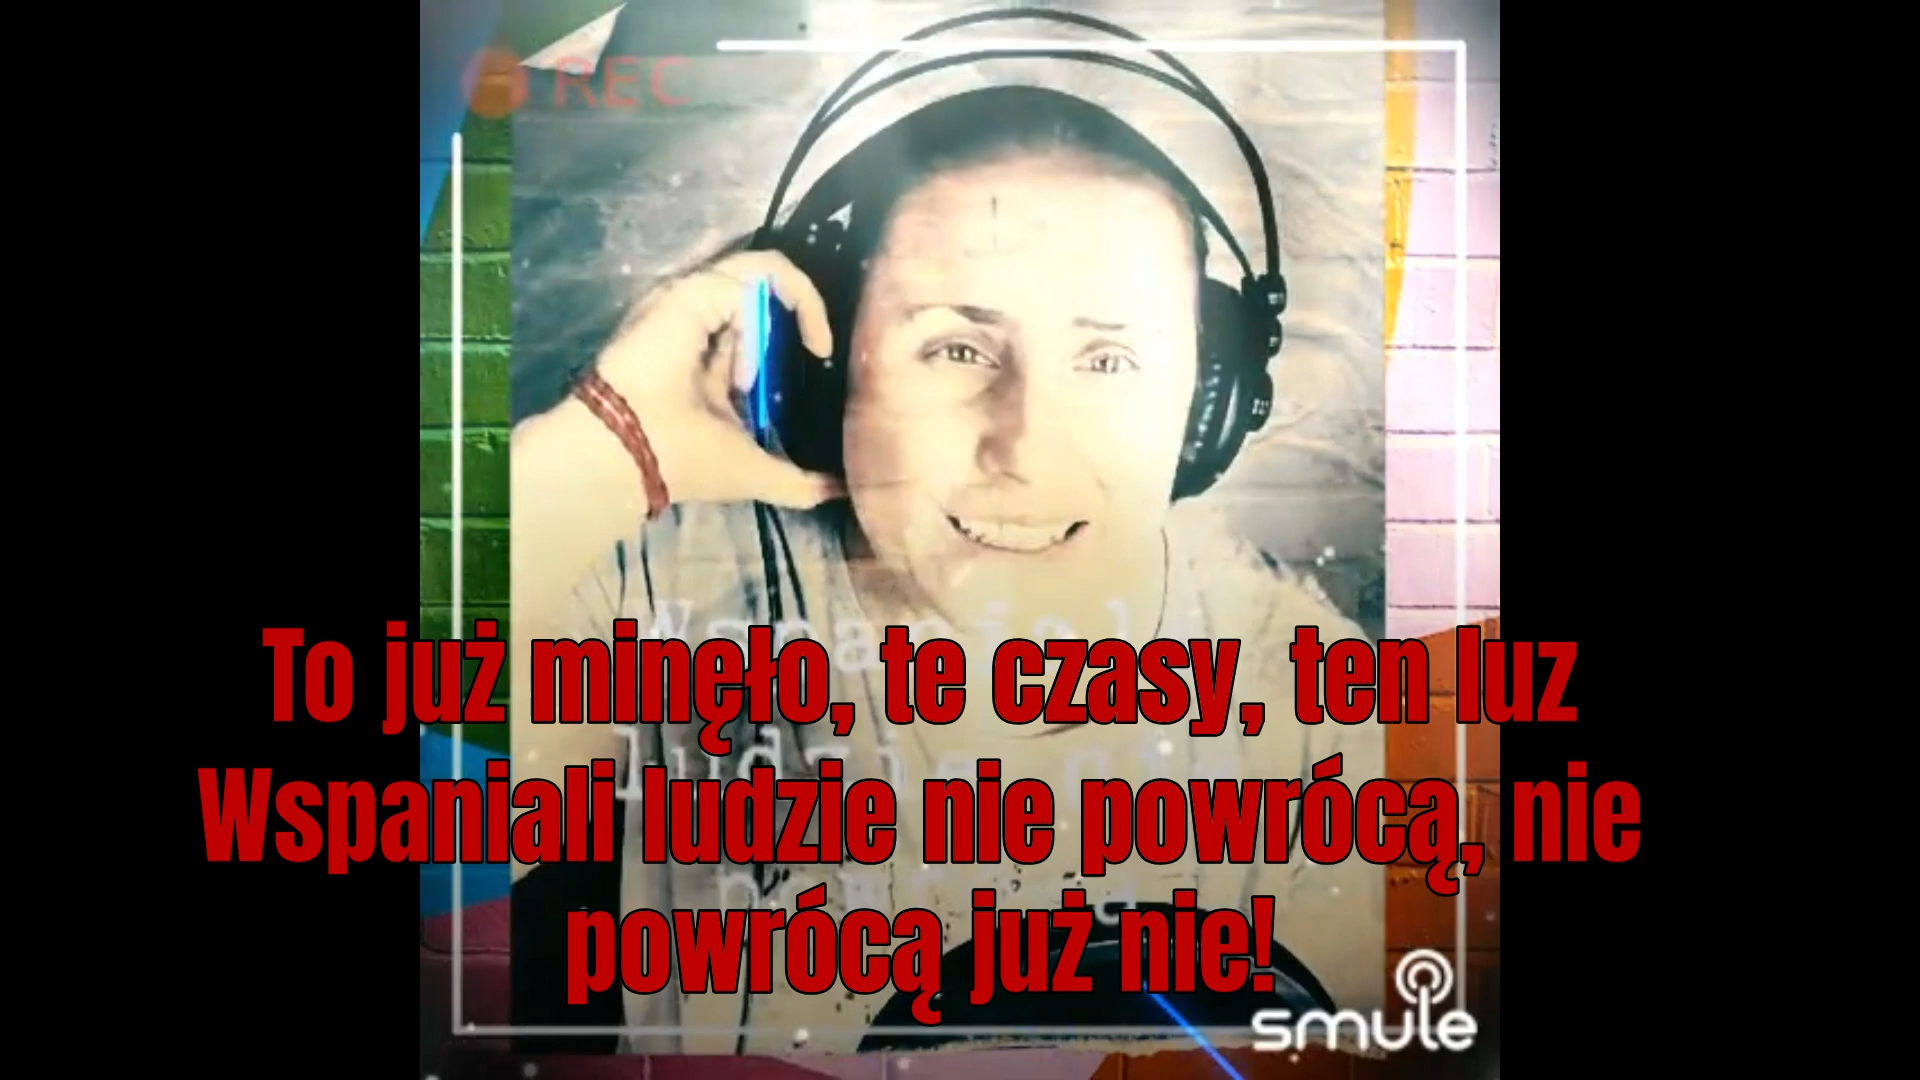 REC
To już minęło, te czasy, ten luz
Wspaniali ludzie nie powrócą, nie
powrócą już nie!
smule